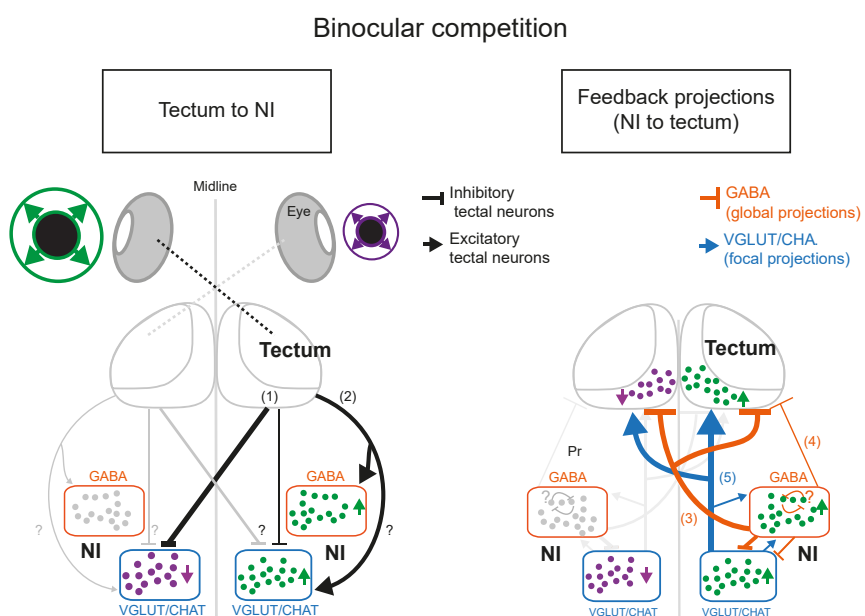 Binocular competition
Tectum to NI
Feedback projections
(NI to tectum)
Midline
Eye
Inhibitory
tectal neurons
Excitatory
tectal neurons
GABA
(global projections)
VGLUT/CHA.
(focal projections)
Tectum
(1)
(2)
GABA
GABA
?
?
?
?
NI
NI
VGLUT/CHAT
VGLUT/CHAT
Tectum
Pr
(4)
GABA
(5)
GABA
?
?
(3)
NI
NI
VGLUT/CHAT
VGLUT/CHAT